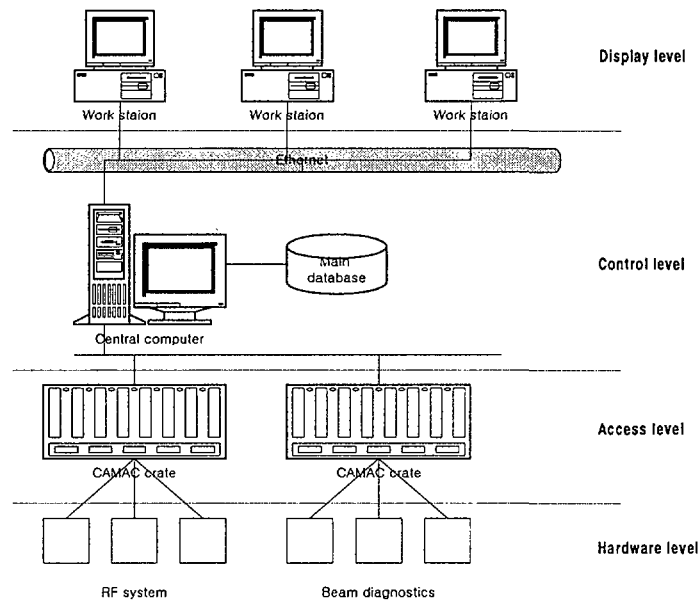 Display level
Work staion
Work staion
Work staion
Ethernet
Main
database
Control level
Central computer
Access level
CAMAC crate
CAMAC crate
Hardware level
RF system
Beam diagnostics